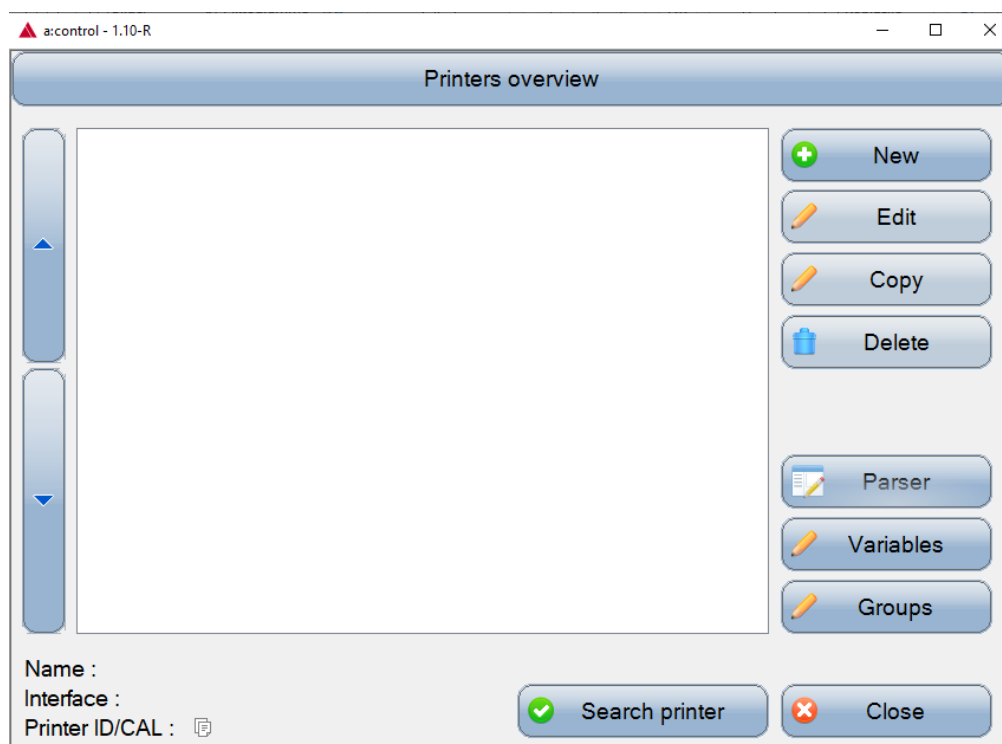 a:control - 1.10-R
Printers overview
New
Edit
Copy
Delete
Parser
Variables
Groups
Name :
Interface :
Printer ID/CAL :
Search printer
Close